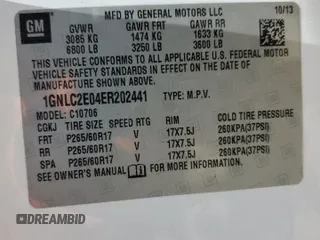 GM
MFD BY GENERAL MOTORS LLC
10/13
GVWR GAWR FRT GAWR RR
3085 KG 1474 KG 1633 KG
6800 LB 3250 LB 3600 LB
THIS VEHICLE CONFORMS TO ALL APPLICABLE U.S.
FEDERAL MOTOR VEHICLE SAFETY, BUMPER, AND
THEFT PREVENTION STANDARDS IN EFFECT ON THE
DATE OF MANUFACTURE SHOWN ABOVE.
1GNLC2E04ER202441 TYPE: M.P.V.
MODEL: C10706
CGKJ TIRE SIZE SPEED RTG RIM COLD TIRE PRESSURE
FRT P265/60R17 V 17X7.5J 260KPA(37PSI)
RR P265/60R17 V 17X7.5J 260KPA(37PSI)
SPA P265/60R17 V 17X7.5J 260KPA(37PSI)
SEE OWNER'S MANUAL FOR MORE INFORMATION.
DREAMBID